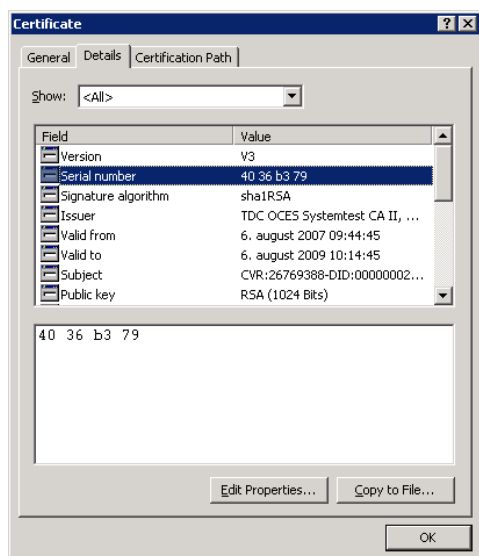 Certificate
General Details Certification Path
Show: <All>
Field Value
Version V3
Serial number 40 36 b3 79
Signature algorithm sha1RSA
Issuer TDC OCES Systemtest CA II, ...
Valid from 6. august 2007 09:44:45
Valid to 6. august 2009 10:14:45
Subject CVR:26769388-DID:00000002...
Public key RSA (1024 Bits)
40 36 b3 79
Edit Properties... Copy to File...
OK